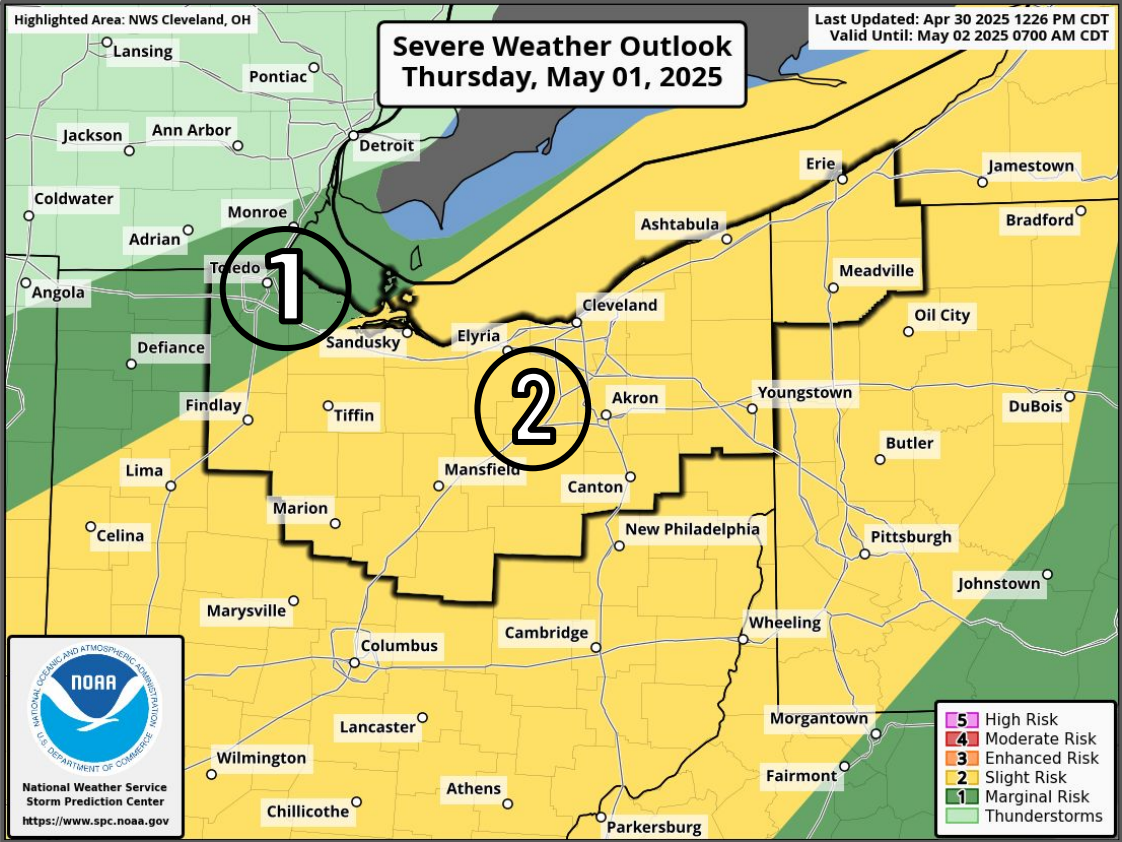 Highlighted Area: NWS Cleveland, OH
Severe Weather Outlook
Thursday, May 01, 2025
Last Updated: Apr 30 2025 1226 PM CDT
Valid Until: May 02 2025 0700 AM CDT
Lansing
Pontiac
Jackson
Ann Arbor
Detroit
Erie
Jamestown
Coldwater
Monroe
Bradford
Adrian
Ashtabula
Toledo
Meadville
Angola
1
Cleveland
Oil City
Defiance
Sandusky
Elyria
2
Findlay
Tiffin
Akron
Youngstown
DuBois
Lima
Mansfield
Canton
Butler
Marion
Celina
New Philadelphia
Pittsburgh
Johnstown
Marysville
Columbus
Cambridge
Wheeling
Lancaster
Morgantown
Wilmington
Fairmont
Chillicothe
Athens
Parkersburg
NATIONAL OCEANIC AND ATMOSPHERIC ADMINISTRATION
NOAA
U.S. DEPARTMENT OF COMMERCE
National Weather Service
Storm Prediction Center
https://www.spc.noaa.gov
5 High Risk
4 Moderate Risk
3 Enhanced Risk
2 Slight Risk
1 Marginal Risk
Thunderstorms